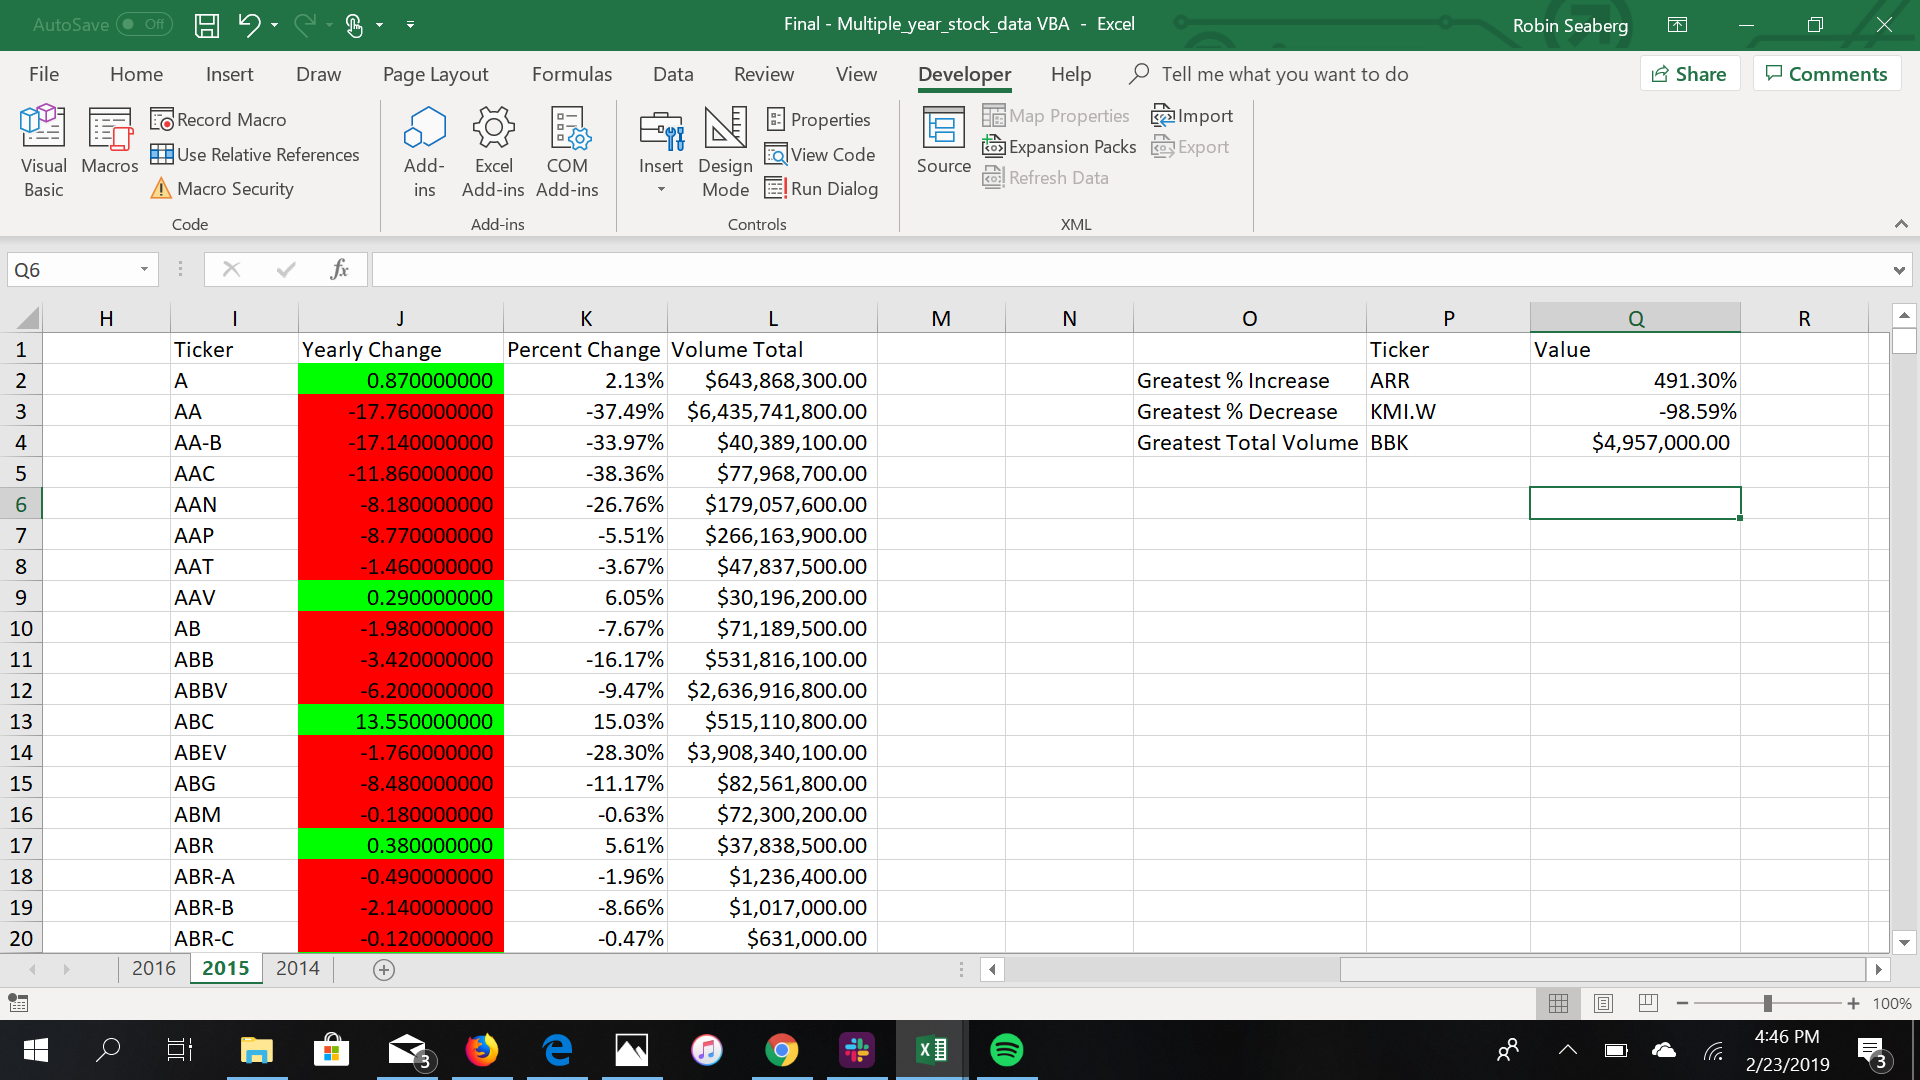 AutoSave Off Final - Multiple_year_stock_data VBA - Excel Robin Seaberg
File Home Insert Draw Page Layout Formulas Data Review View Developer Help Tell me what you want to do Share Comments
Visual Basic
Macros
Record Macro
Use Relative References
Macro Security
Code
Add-ins
Excel Add-ins
COM Add-ins
Add-ins
Insert
Design Mode
Properties
View Code
Run Dialog
Controls
Source
Map Properties
Expansion Packs
Refresh Data
Import
Export
XML
Q6 fx
H I J K L M N O P Q R
1 Ticker Yearly Change Percent Change Volume Total Ticker Value
2 A 0.870000000 2.13% $643,868,300.00 Greatest % Increase ARR 491.30%
3 AA -17.760000000 -37.49% $6,435,741,800.00 Greatest % Decrease KMI.W -98.59%
4 AA-B -17.140000000 -33.97% $40,389,100.00 Greatest Total Volume BBK $4,957,000.00
5 AAC -11.860000000 -38.36% $77,968,700.00
6 AAN -8.180000000 -26.76% $179,057,600.00
7 AAP -8.770000000 -5.51% $266,163,900.00
8 AAT -1.460000000 -3.67% $47,837,500.00
9 AAV 0.290000000 6.05% $30,196,200.00
10 AB -1.980000000 -7.67% $71,189,500.00
11 ABB -3.420000000 -16.17% $531,816,100.00
12 ABBV -6.200000000 -9.47% $2,636,916,800.00
13 ABC 13.550000000 15.03% $515,110,800.00
14 ABEV -1.760000000 -28.30% $3,908,340,100.00
15 ABG -8.480000000 -11.17% $82,561,800.00
16 ABM -0.180000000 -0.63% $72,300,200.00
17 ABR 0.380000000 5.61% $37,838,500.00
18 ABR-A -0.490000000 -1.96% $1,236,400.00
19 ABR-B -2.140000000 -8.66% $1,017,000.00
20 ABR-C -0.120000000 -0.47% $631,000.00
2016 2015 2014
100%
3
4:46 PM
2/23/2019
3